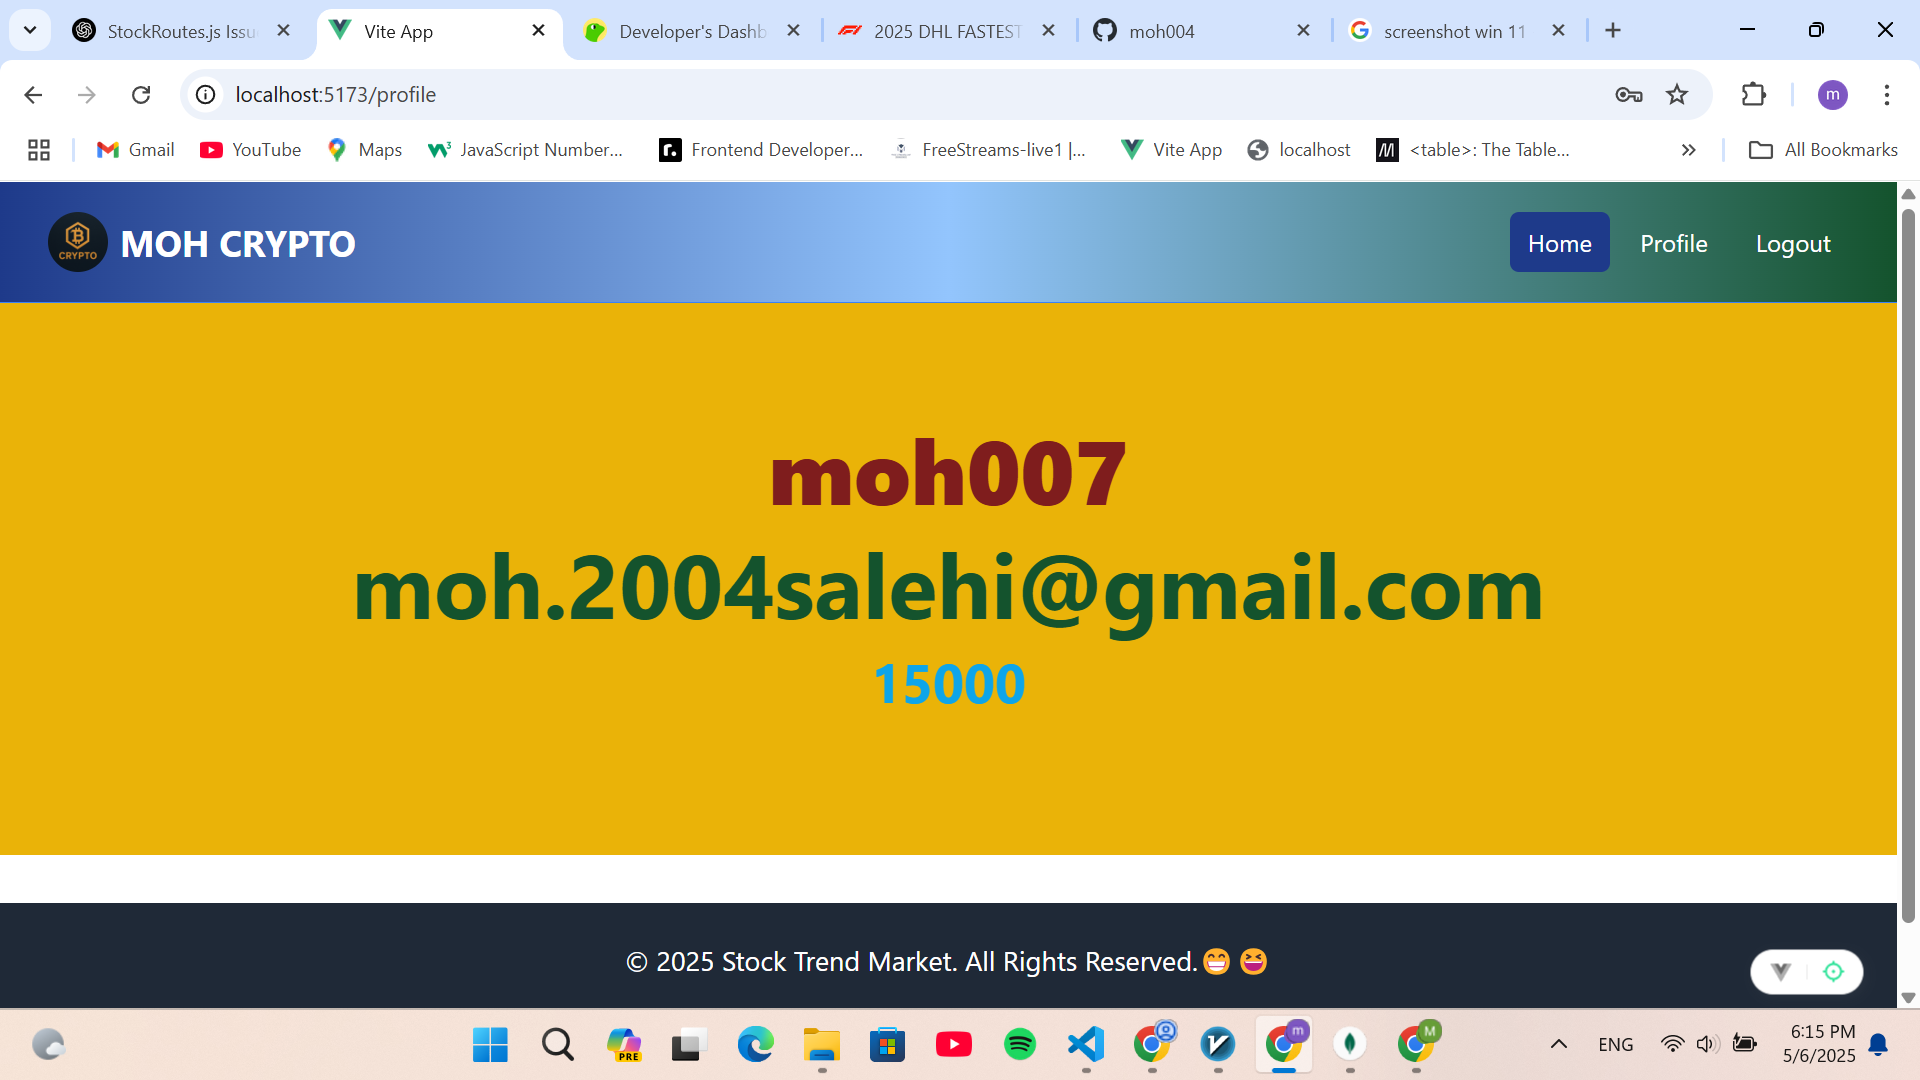 StockRoutes.js Issu
Vite App
Developer's Dashb
2025 DHL FASTEST
moh004
screenshot win 11
localhost:5173/profile
m
Gmail
YouTube
Maps
JavaScript Number...
Frontend Developer...
FreeStreams-live1 |...
Vite App
localhost
<table>: The Table...
All Bookmarks
CRYPTO
MOH CRYPTO
Home
Profile
Logout
moh007
moh.2004salehi@gmail.com
15000
© 2025 Stock Trend Market. All Rights Reserved.😁 😆
PRE
m
M
ENG
6:15 PM
5/6/2025